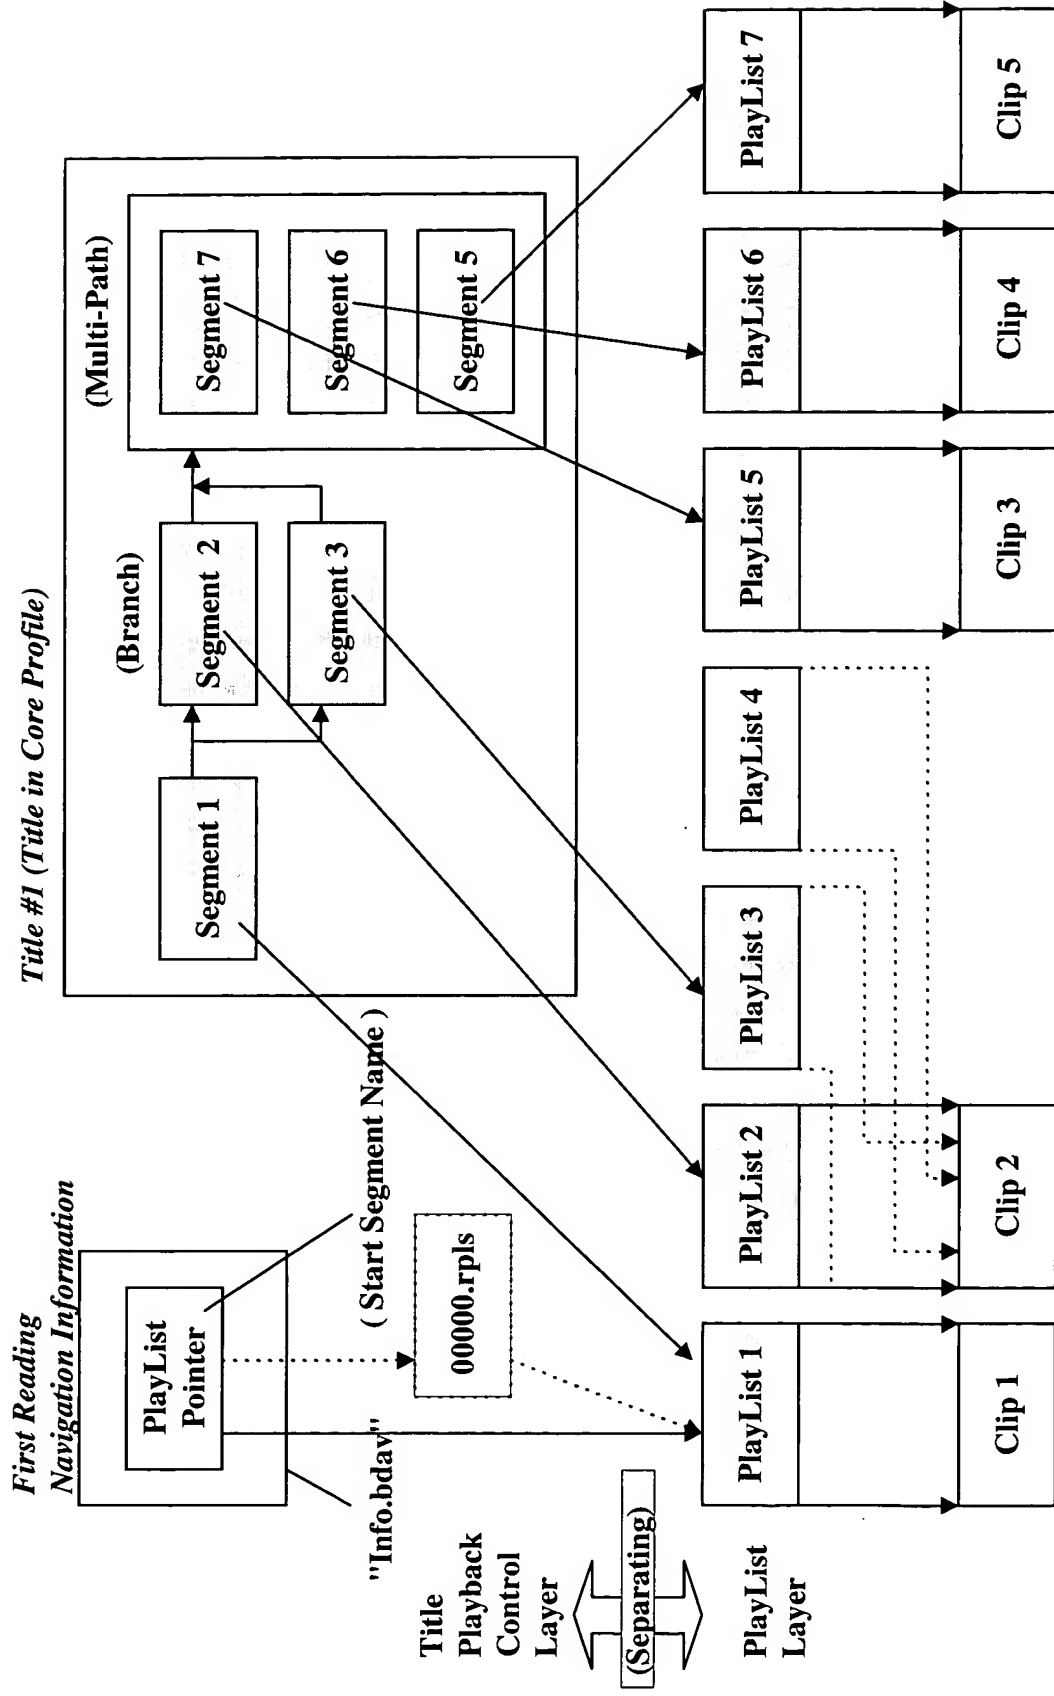 First Reading
Navigation Information
Title #1 (Title in Core Profile)
PlayList
Pointer
"Info.bdav"
( Start Segment Name )
00000.rpls
Segment 1
(Branch)
Segment 2
Segment 3
(Multi-Path)
Segment 7
Segment 6
Segment 5
Title
Playback
Control
Layer
(Separating)
PlayList
Layer
PlayList 1
PlayList 2
PlayList 3
PlayList 4
PlayList 5
PlayList 6
PlayList 7
Clip 1
Clip 2
Clip 3
Clip 4
Clip 5